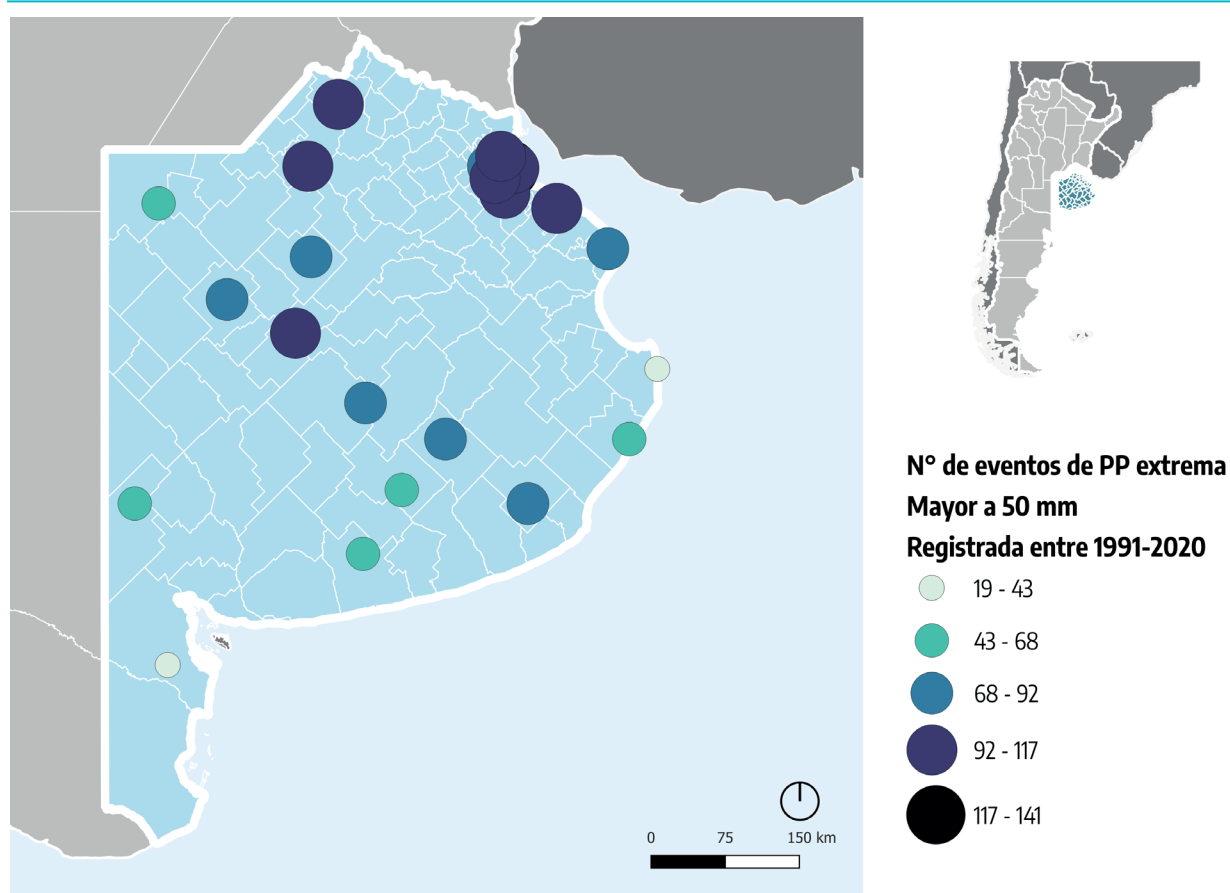 N° de eventos de PP extrema
Mayor a 50 mm
Registrada entre 1991-2020
19 - 43
43 - 68
68 - 92
92 - 117
117 - 141
0 75 150 km